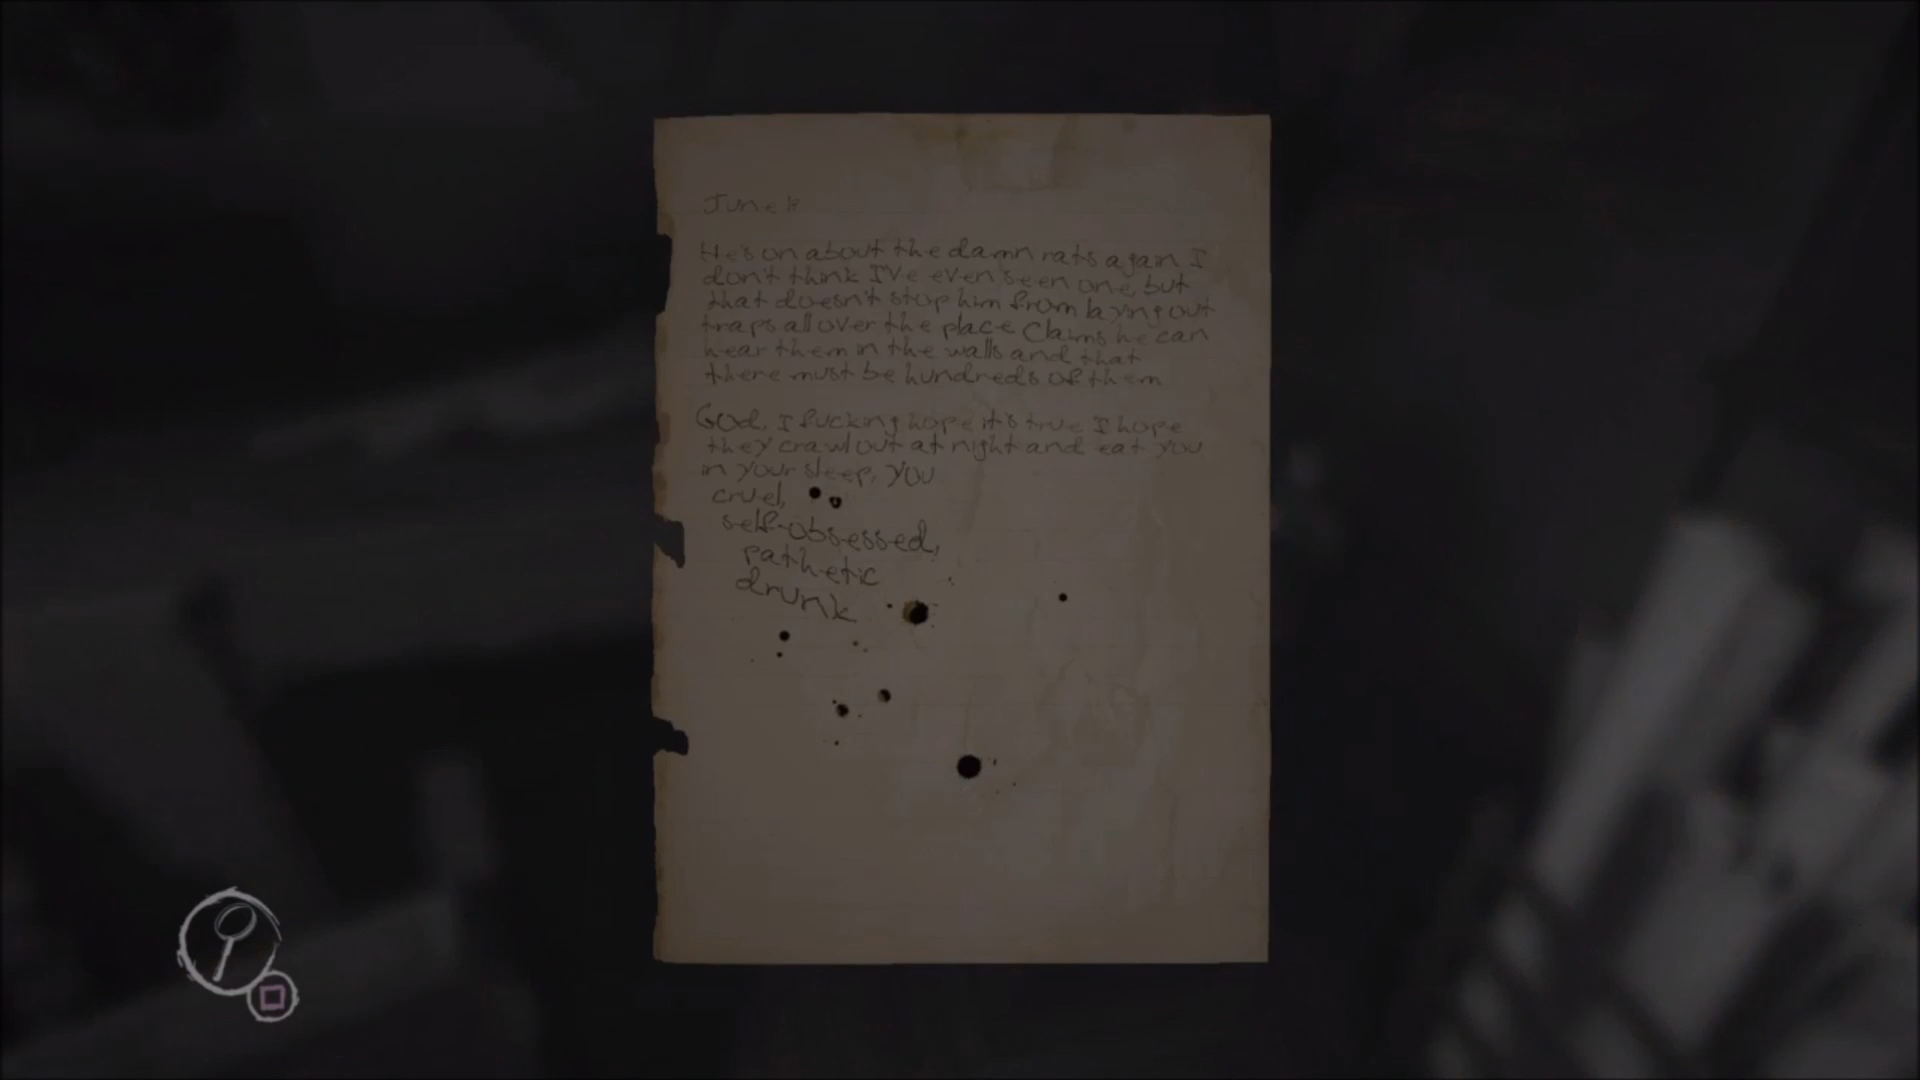 June 8
He's on about the damn rats again I
don't think I've even seen one, but
that doesn't stop him from laying out
traps all over the place Claims he can
hear them in the walls and that
there must be hundreds of them
God, I fucking hope it's true I hope
they crawl out at night and eat you
in your sleep, you
cruel,
self-obsessed,
pathetic
drunk